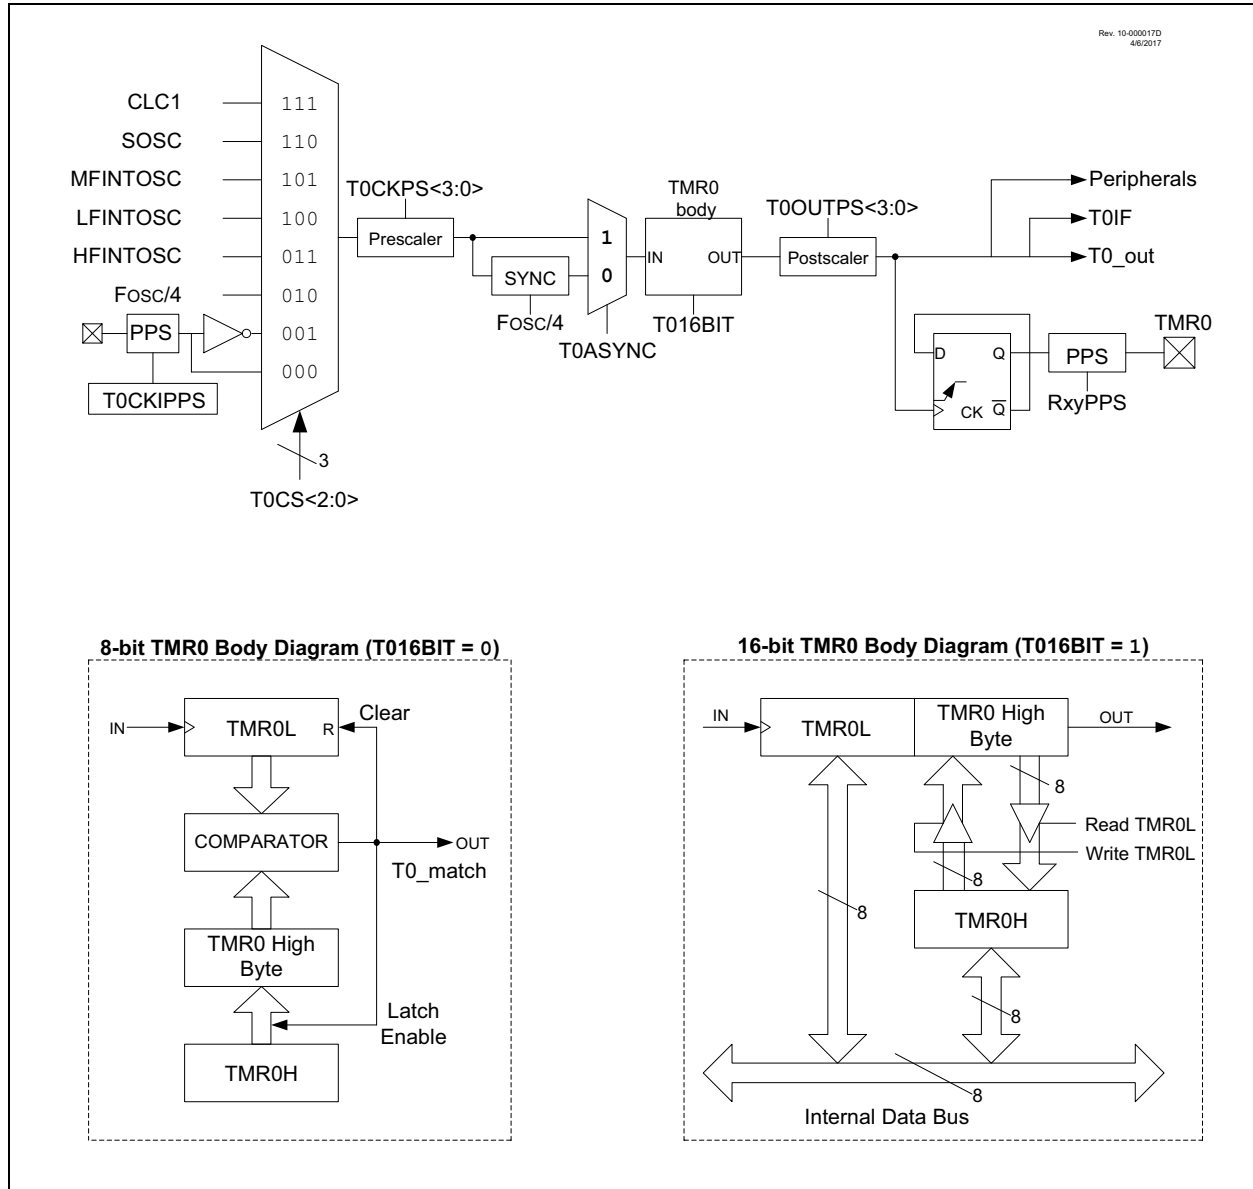 Rev. 10-000017D
4/6/2017
CLC1
111
SOSC
110
MFINTOSC
101
LFINTOSC
100
HFINTOSC
011
FOSC/4
010
PPS
001
000
T0CKIPPS
3
T0CS<2:0>
T0CKPS<3:0>
Prescaler
SYNC
FOSC/4
1
0
T0ASYNC
TMR0
body
IN
OUT
T016BIT
T0OUTPS<3:0>
Postscaler
Peripherals
T0IF
T0_out
D
Q
CK
Q̅
PPS
RxyPPS
TMR0
8-bit TMR0 Body Diagram (T016BIT = 0)
IN
TMR0L
R
Clear
COMPARATOR
OUT
T0_match
TMR0 High
Byte
Latch
Enable
TMR0H
16-bit TMR0 Body Diagram (T016BIT = 1)
IN
TMR0L
TMR0 High
Byte
OUT
8
Read TMR0L
Write TMR0L
8
8
TMR0H
8
8
Internal Data Bus